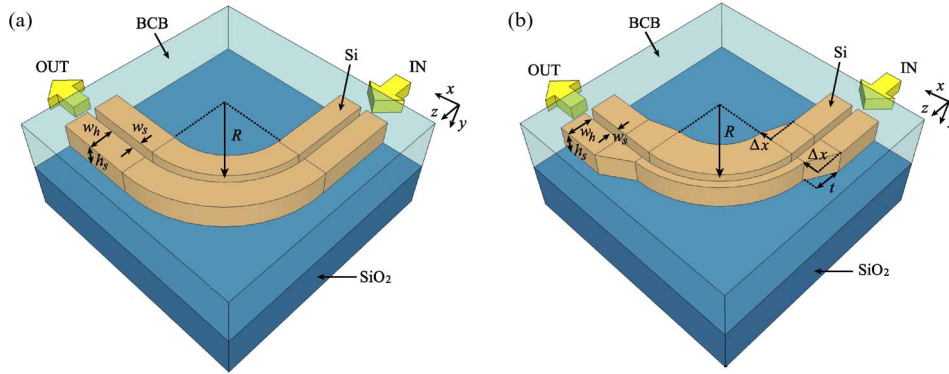 (a)
BCB
OUT
Si
IN
x
z
y
w_h
w_s
h_s
R
SiO₂
(b)
BCB
OUT
Si
IN
x
z
y
w_h
w_s
h_s
R
Δx
Δx
t
SiO₂